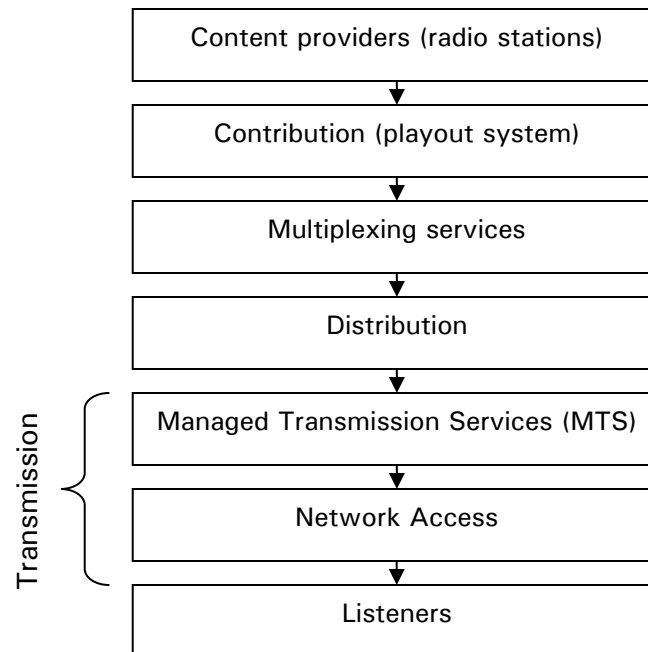 Content providers (radio stations)
Contribution (playout system)
Multiplexing services
Distribution
Transmission
Managed Transmission Services (MTS)
Network Access
Listeners